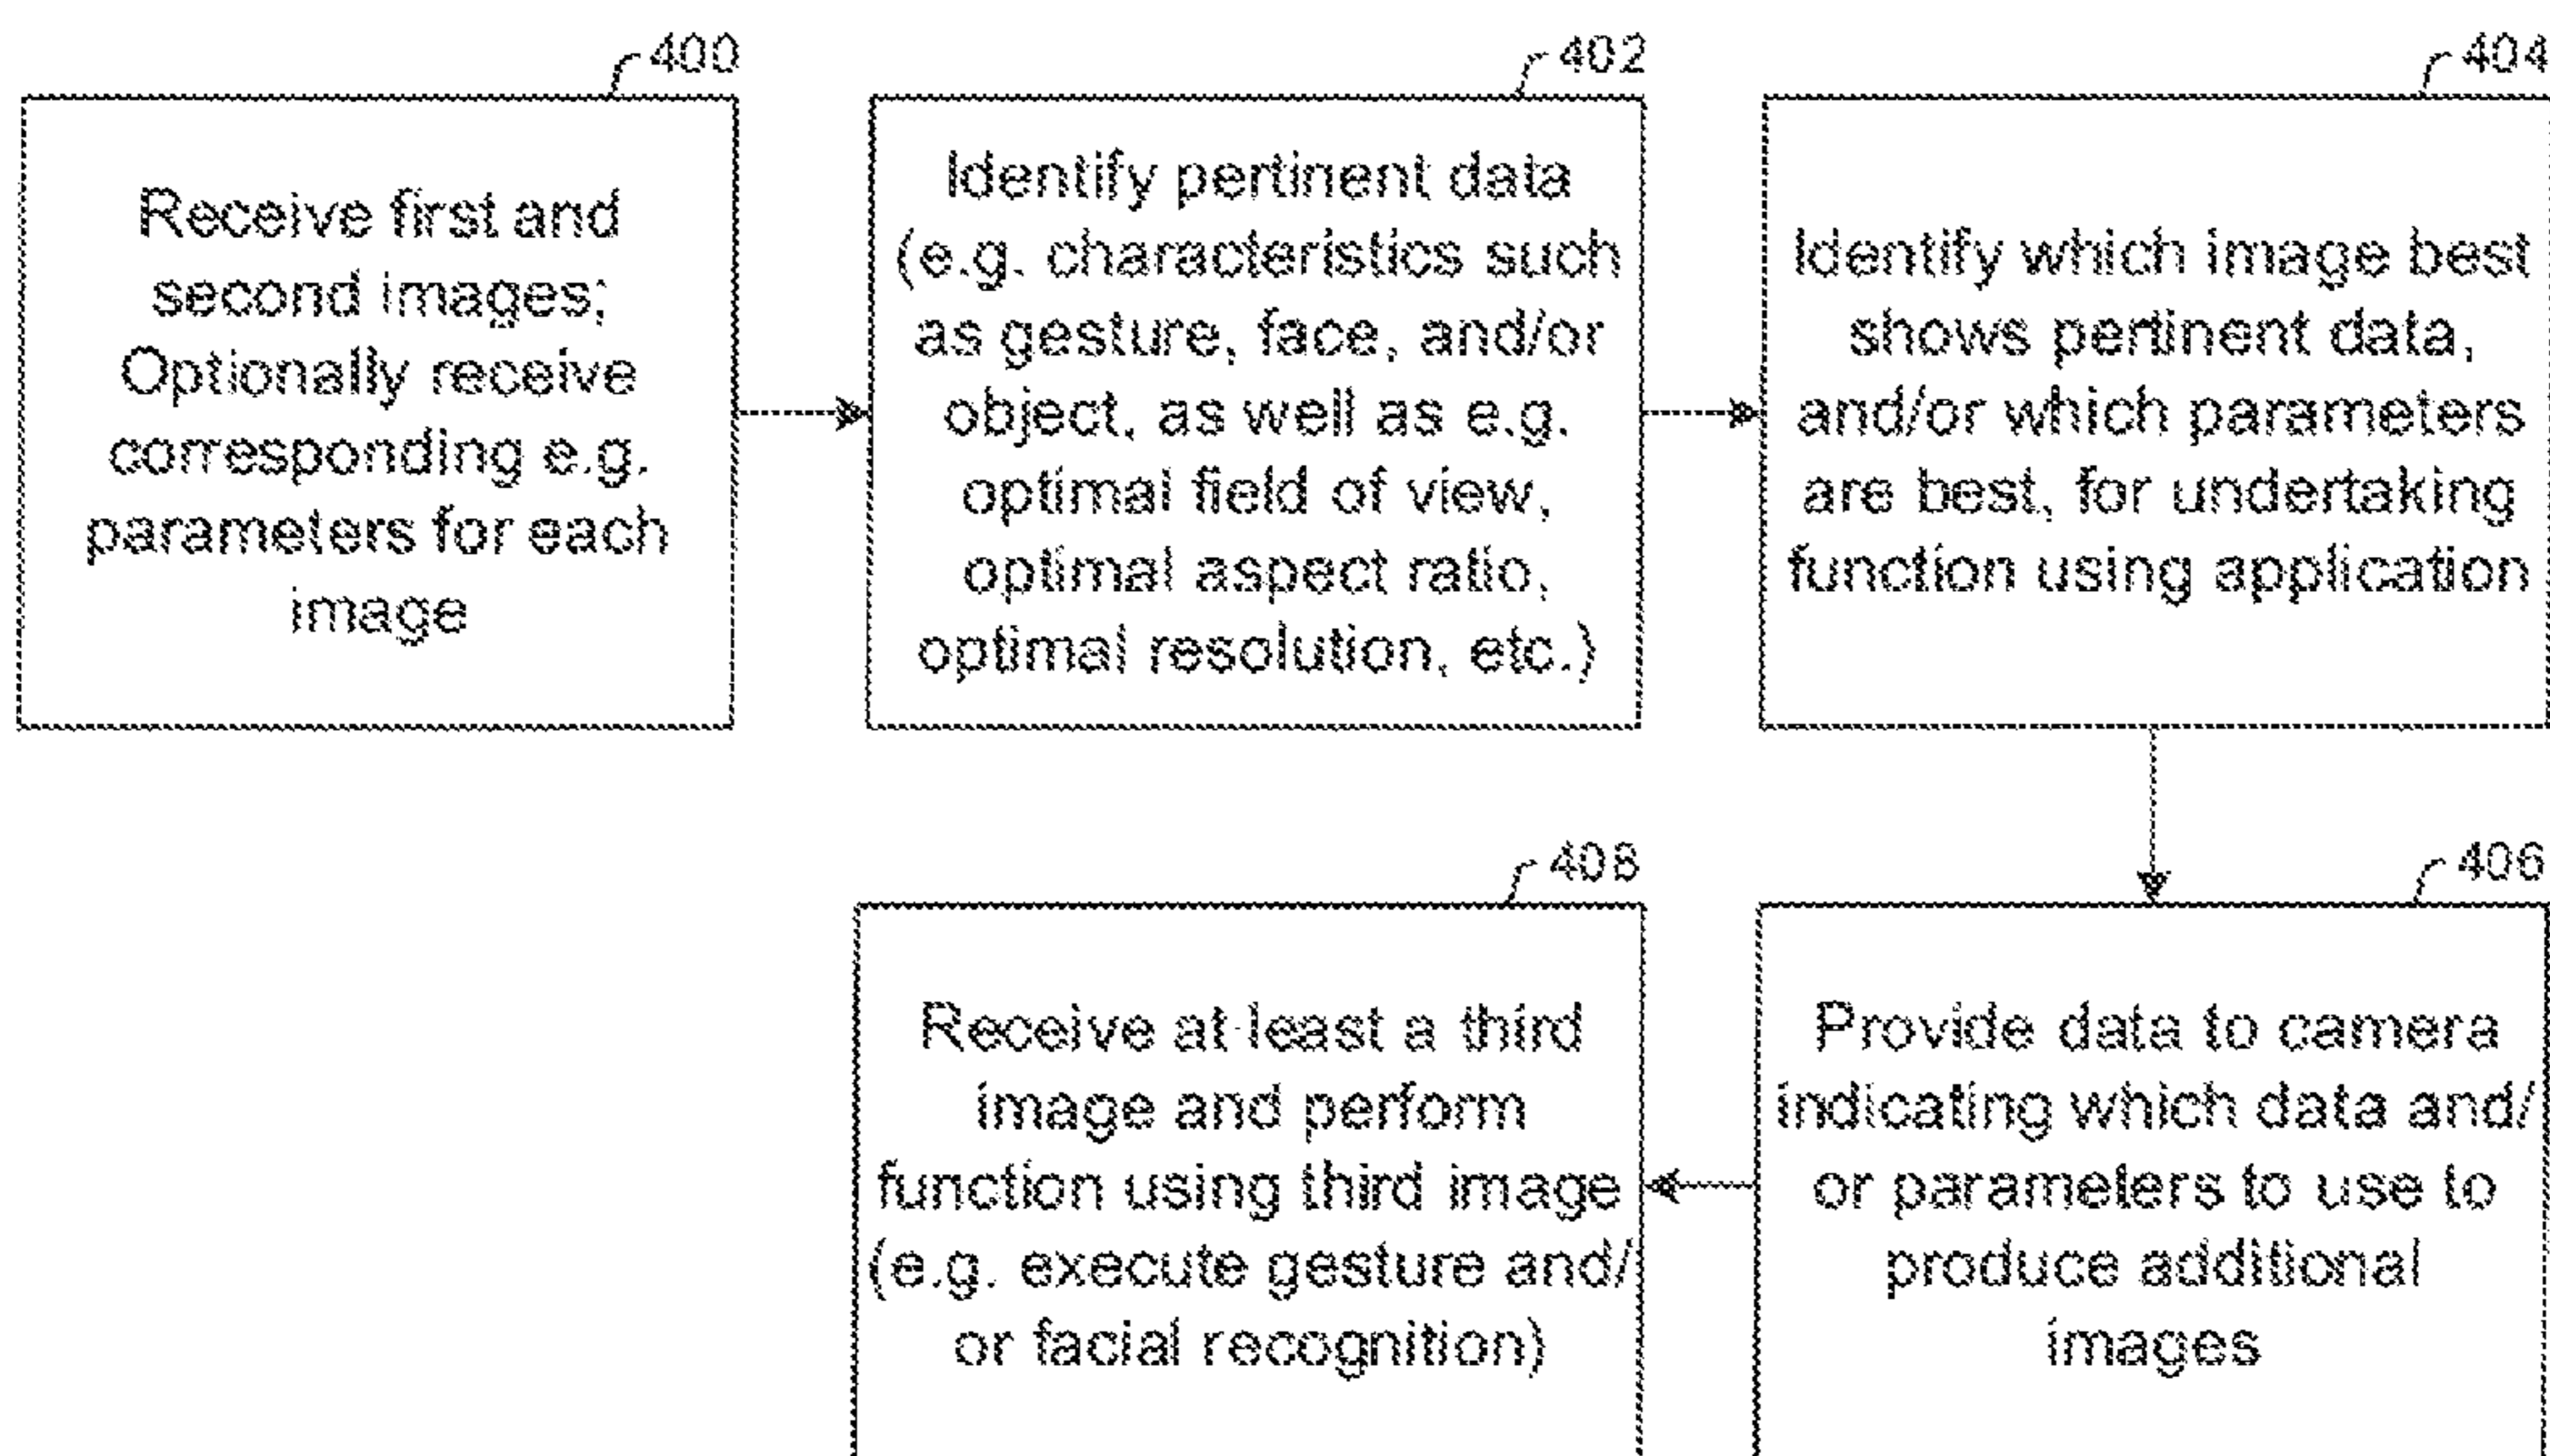 400
Receive first and
second images;
Optionally receive
corresponding e.g.
parameters for each
image
402
Identify pertinent data
(e.g. characteristics such
as gesture, face, and/or
object, as well as e.g.
optimal field of view,
optimal aspect ratio,
optimal resolution, etc.)
404
Identify which image best
shows pertinent data,
and/or which parameters
are best, for undertaking
function using application
406
Provide data to camera
indicating which data and/
or parameters to use to
produce additional
images
408
Receive at least a third
image and perform
function using third image
(e.g. execute gesture and/
or facial recognition)